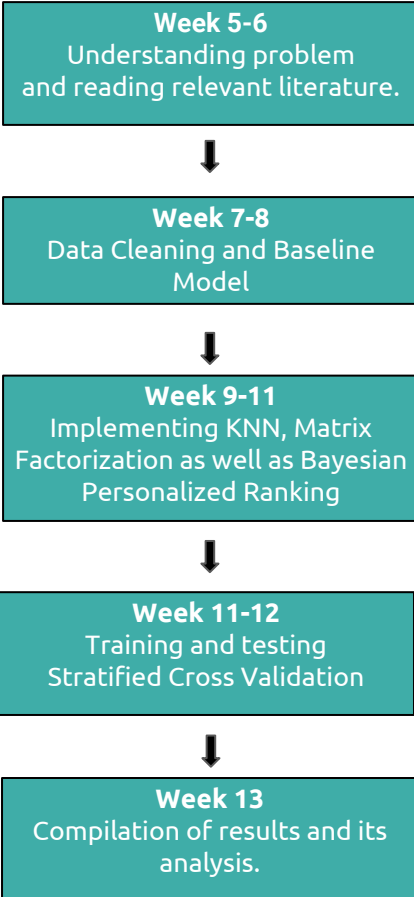 Week 5-6
Understanding problem
and reading relevant literature.
Week 7-8
Data Cleaning and Baseline
Model
Week 9-11
Implementing KNN, Matrix
Factorization as well as Bayesian
Personalized Ranking
Week 11-12
Training and testing
Stratified Cross Validation
Week 13
Compilation of results and its
analysis.